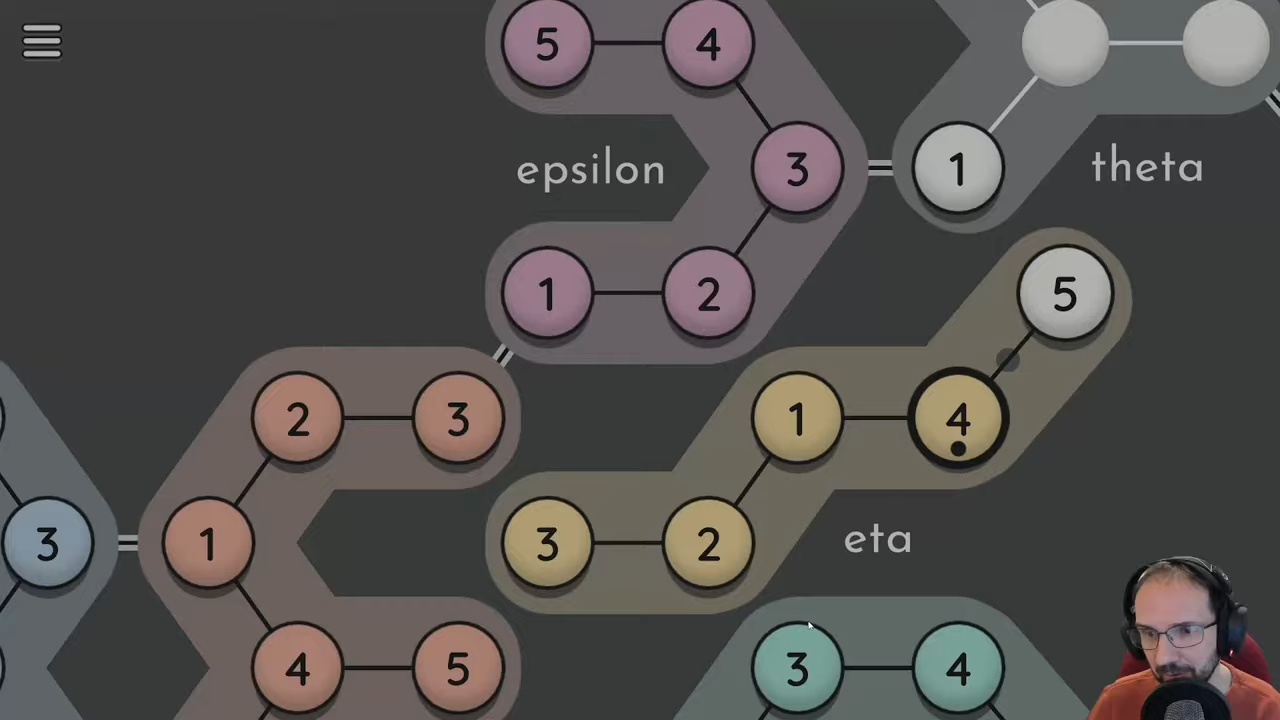 5 4
epsilon 3 1 theta
1 2 5
2 3 1 4
3 1 3 2 eta
4 5 3 4